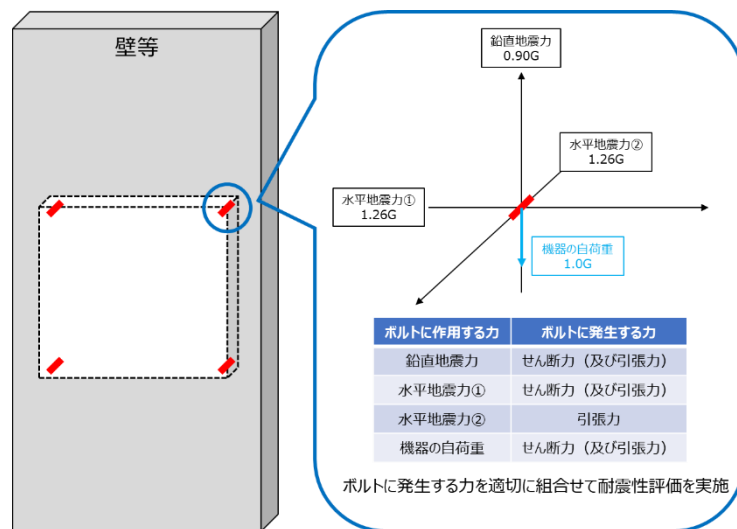 壁等
鉛直地震力
0.90G
水平地震力②
1.26G
水平地震力①
1.26G
機器の自荷重
1.0G
ボルトに作用する力 ボルトに発生する力
鉛直地震力 せん断力（及び引張力）
水平地震力① せん断力（及び引張力）
水平地震力② 引張力
機器の自荷重 せん断力（及び引張力）
ボルトに発生する力を適切に組合せて耐震性評価を実施